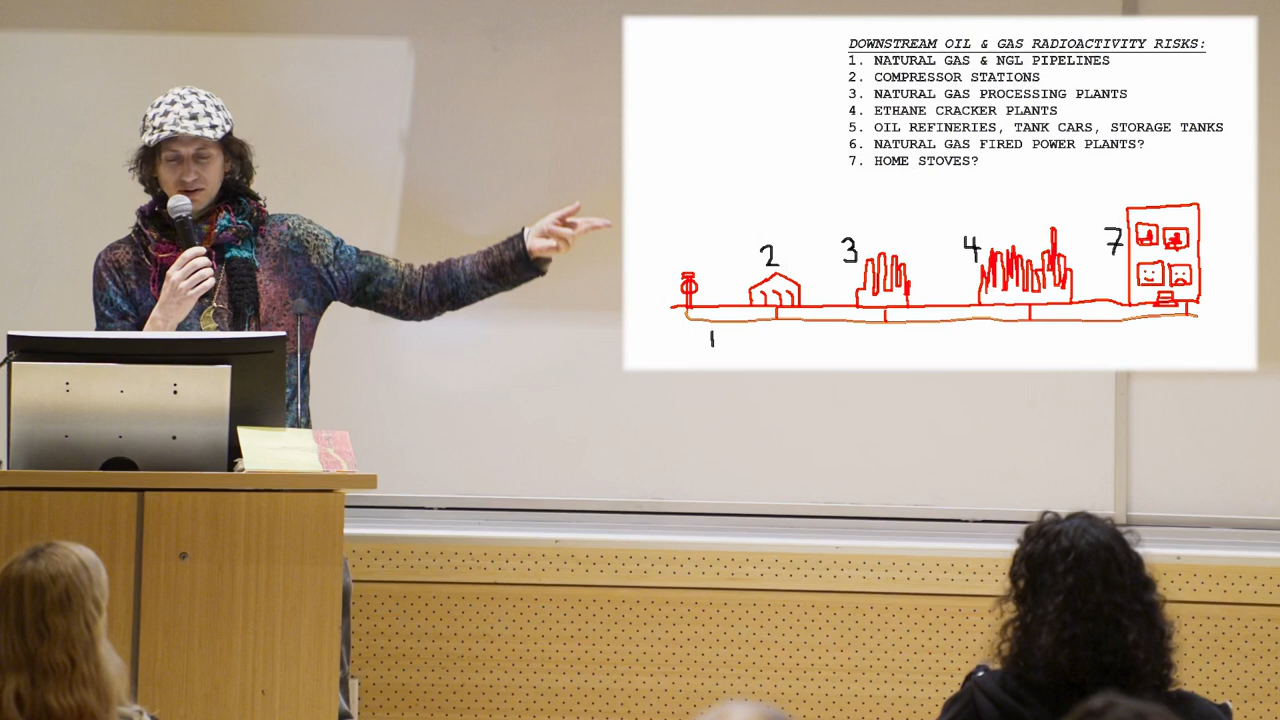 DOWNSTREAM OIL & GAS RADIOACTIVITY RISKS:
1. NATURAL GAS & NGL PIPELINES
2. COMPRESSOR STATIONS
3. NATURAL GAS PROCESSING PLANTS
4. ETHANE CRACKER PLANTS
5. OIL REFINERIES, TANK CARS, STORAGE TANKS
6. NATURAL GAS FIRED POWER PLANTS?
7. HOME STOVES?
2
3
4
7
1